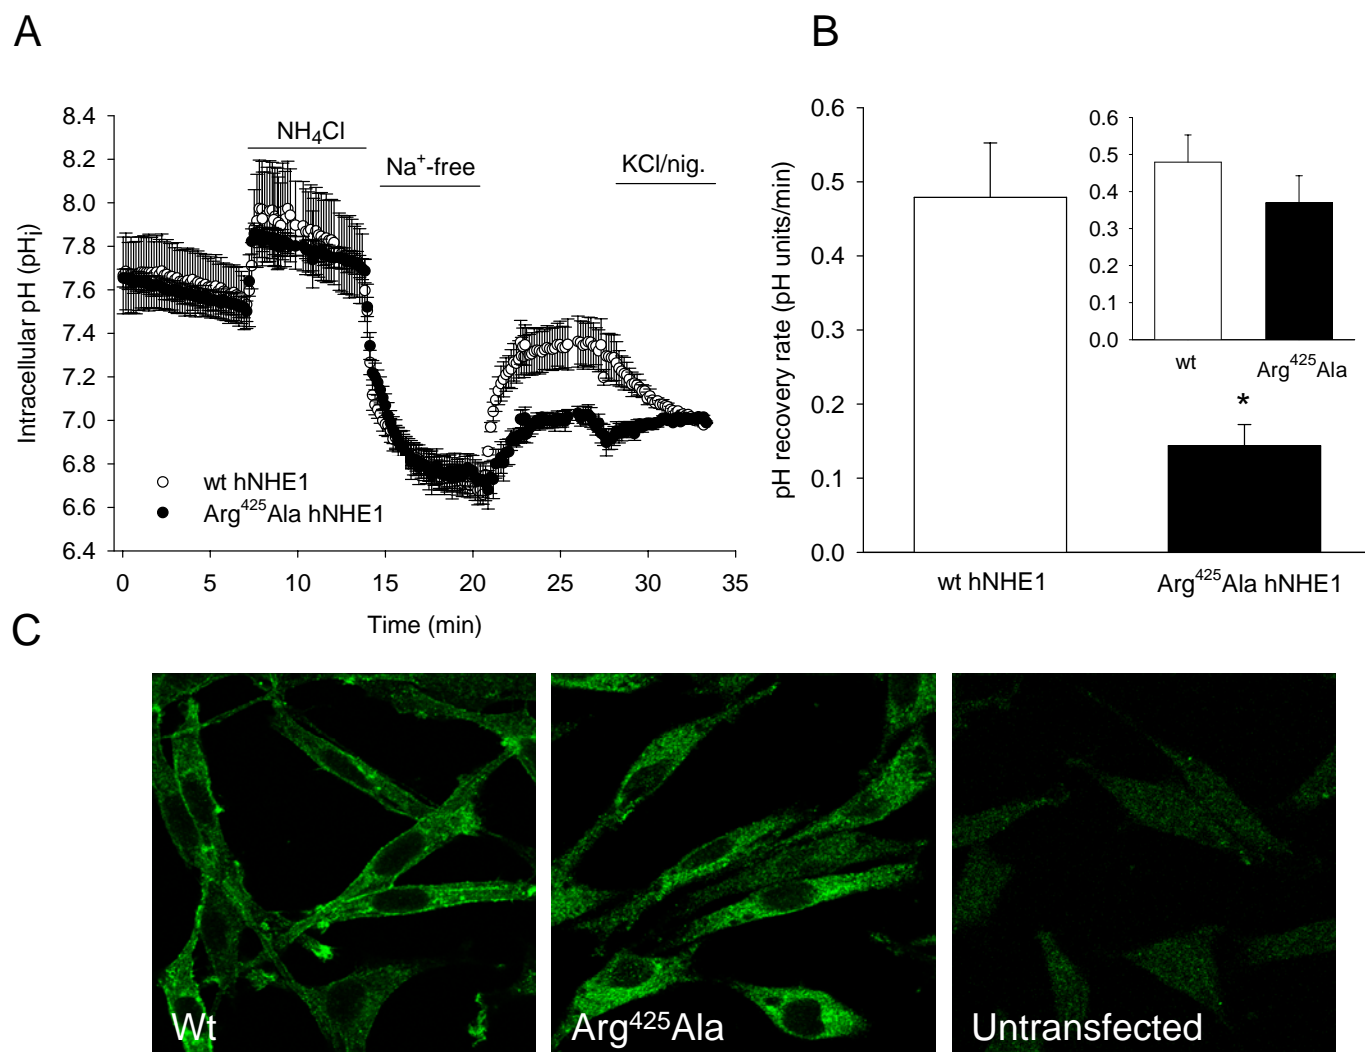 A
B
8.4
8.2
8.0
7.8
7.6
7.4
7.2
7.0
6.8
6.6
6.4
Intracellular pH (pHi)
NH4Cl
Na+-free
KCl/nig.
wt hNHE1
Arg425Ala hNHE1
0 5 10 15 20 25 30 35
Time (min)
0.6
0.5
0.4
0.3
0.2
0.1
0.0
pH recovery rate (pH units/min)
0.6
0.5
0.4
0.3
0.2
0.1
0.0
wt Arg425Ala
*
wt hNHE1 Arg425Ala hNHE1
C
Wt
Arg425Ala
Untransfected